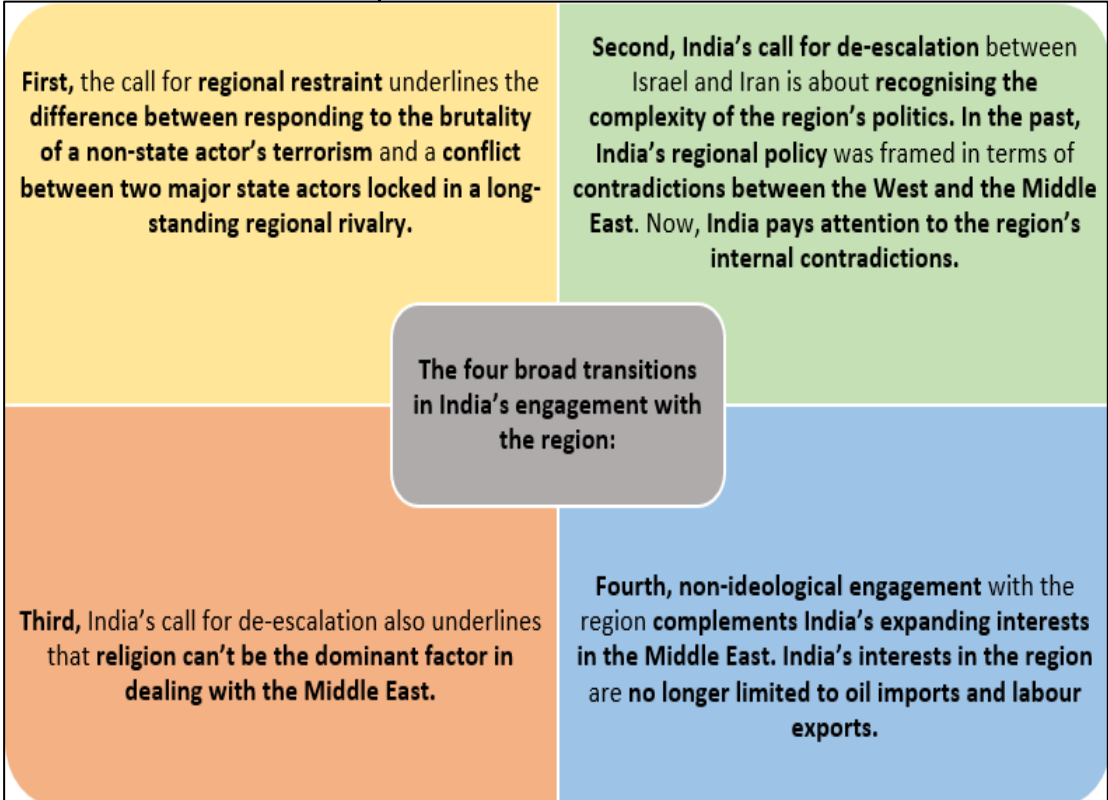 First, the call for regional restraint underlines the
difference between responding to the brutality
of a non-state actor’s terrorism and a conflict
between two major state actors locked in a long-
standing regional rivalry.
Second, India’s call for de-escalation between
Israel and Iran is about recognising the
complexity of the region’s politics. In the past,
India’s regional policy was framed in terms of
contradictions between the West and the Middle
East. Now, India pays attention to the region’s
internal contradictions.
The four broad transitions
in India’s engagement with
the region:
Third, India’s call for de-escalation also underlines
that religion can’t be the dominant factor in
dealing with the Middle East.
Fourth, non-ideological engagement with the
region complements India’s expanding interests
in the Middle East. India’s interests in the region
are no longer limited to oil imports and labour
exports.